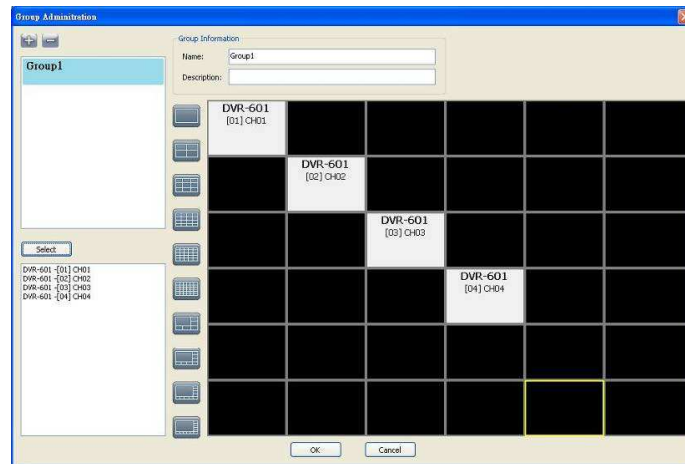 Group Adminitration
Group Information
Name: Group1
Description:
Group1
DVR-601
[01] CH01
DVR-601
[02] CH02
DVR-601
[03] CH03
DVR-601
[04] CH04
Select
DVR-601 -[01] CH01
DVR-601 -[02] CH02
DVR-601 -[03] CH03
DVR-601 -[04] CH04
OK Cancel